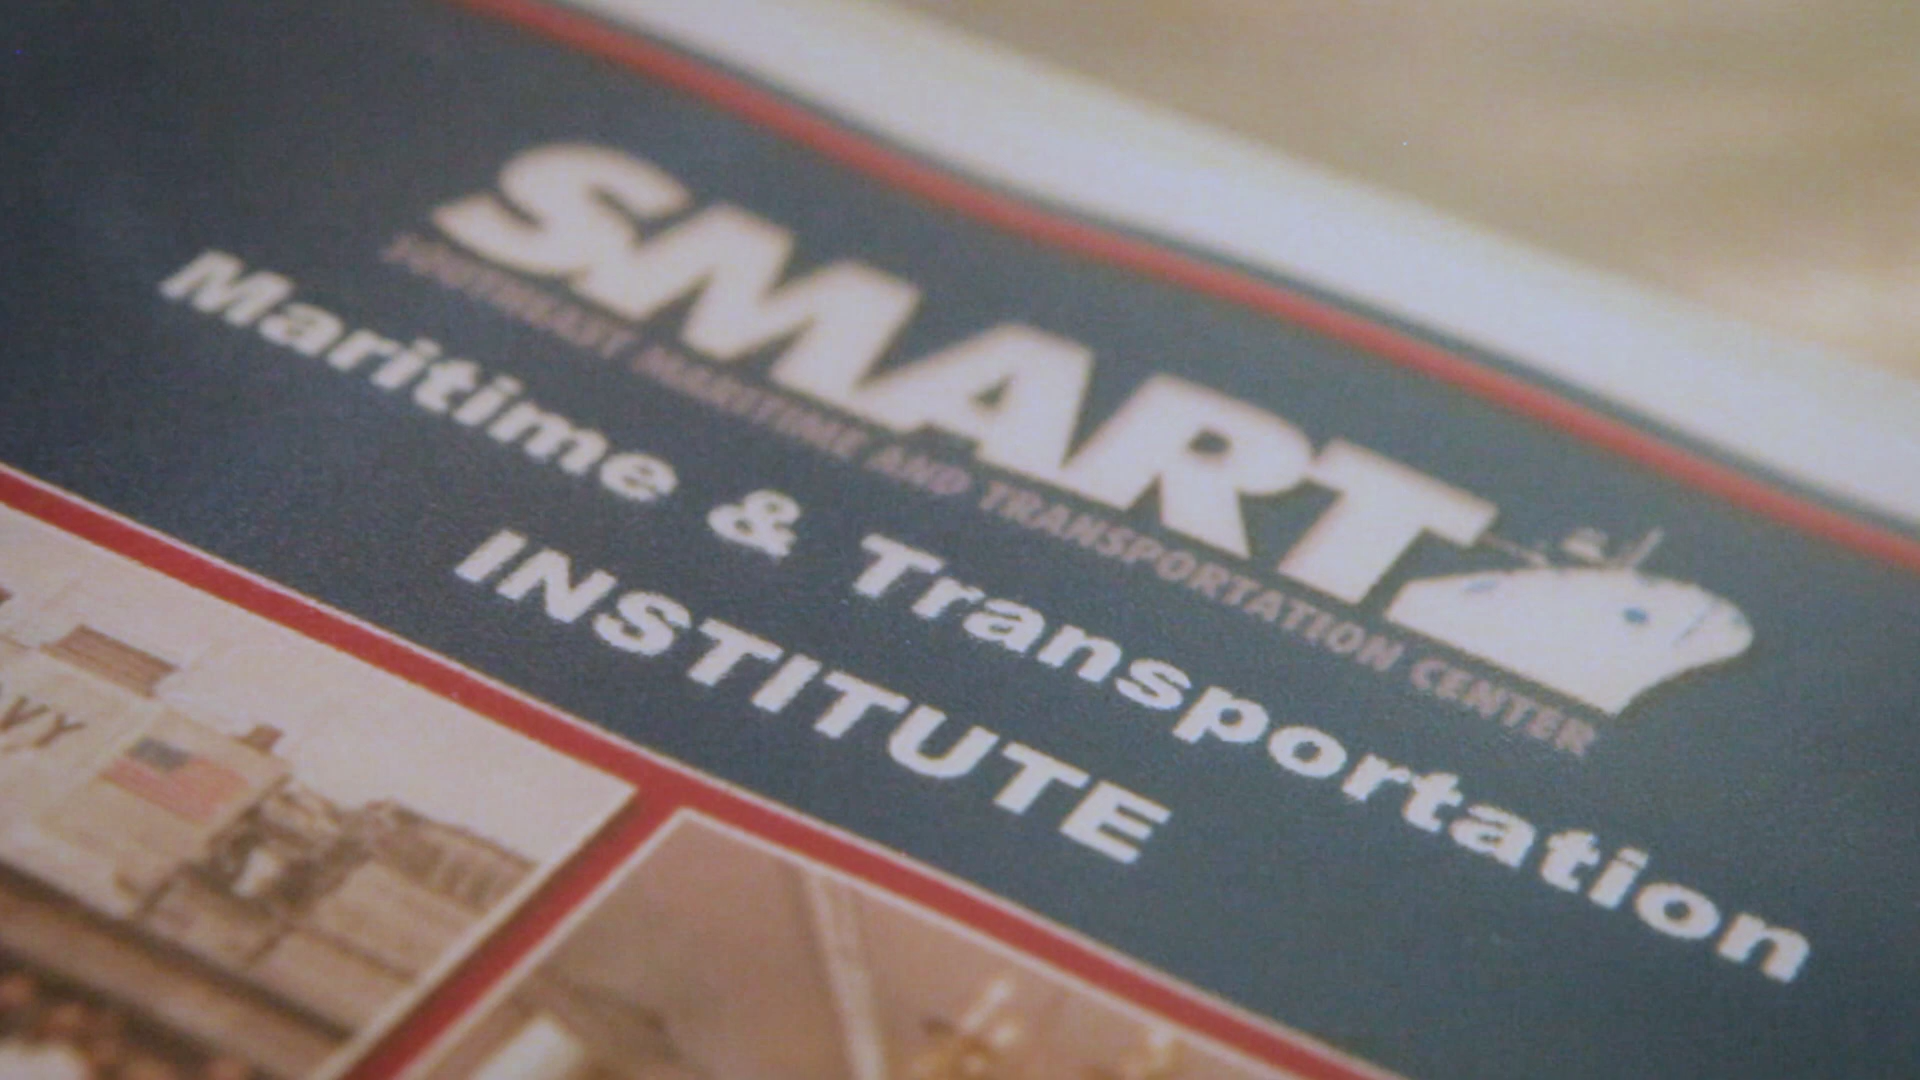 SMART
SOUTHEAST MARITIME AND TRANSPORTATION CENTER
Maritime & Transportation
INSTITUTE